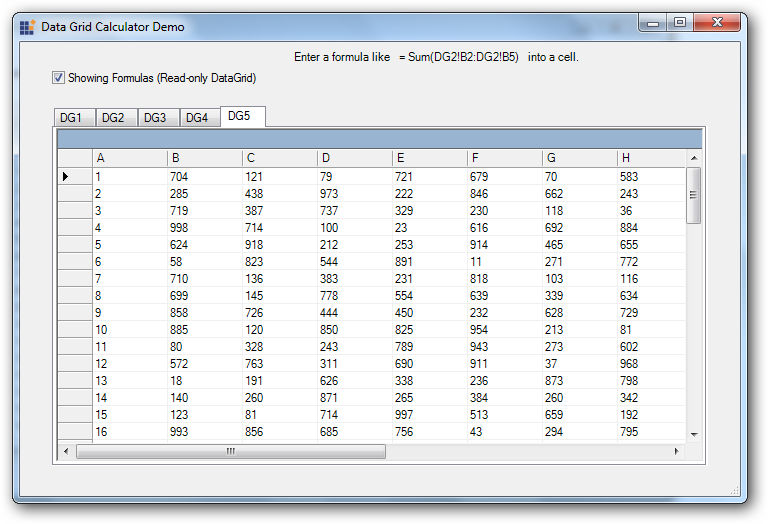 Data Grid Calculator Demo
Enter a formula like = Sum(DG2!B2:DG2!B5) into a cell.
Showing Formulas (Read-only DataGrid)
DG1 DG2 DG3 DG4 DG5
A B C D E F G H
1 704 121 79 721 679 70 583
2 285 438 973 222 846 662 243
3 719 387 737 329 230 118 36
4 998 714 100 23 616 692 884
5 624 918 212 253 914 465 655
6 58 823 544 891 11 271 772
7 710 136 383 231 818 103 116
8 699 145 778 554 639 339 634
9 858 726 444 450 232 628 729
10 885 120 850 825 954 213 81
11 80 328 243 789 943 273 602
12 572 763 311 690 911 37 968
13 18 191 626 338 236 873 798
14 140 260 871 265 384 260 342
15 123 81 714 997 513 659 192
16 993 856 685 756 43 294 795